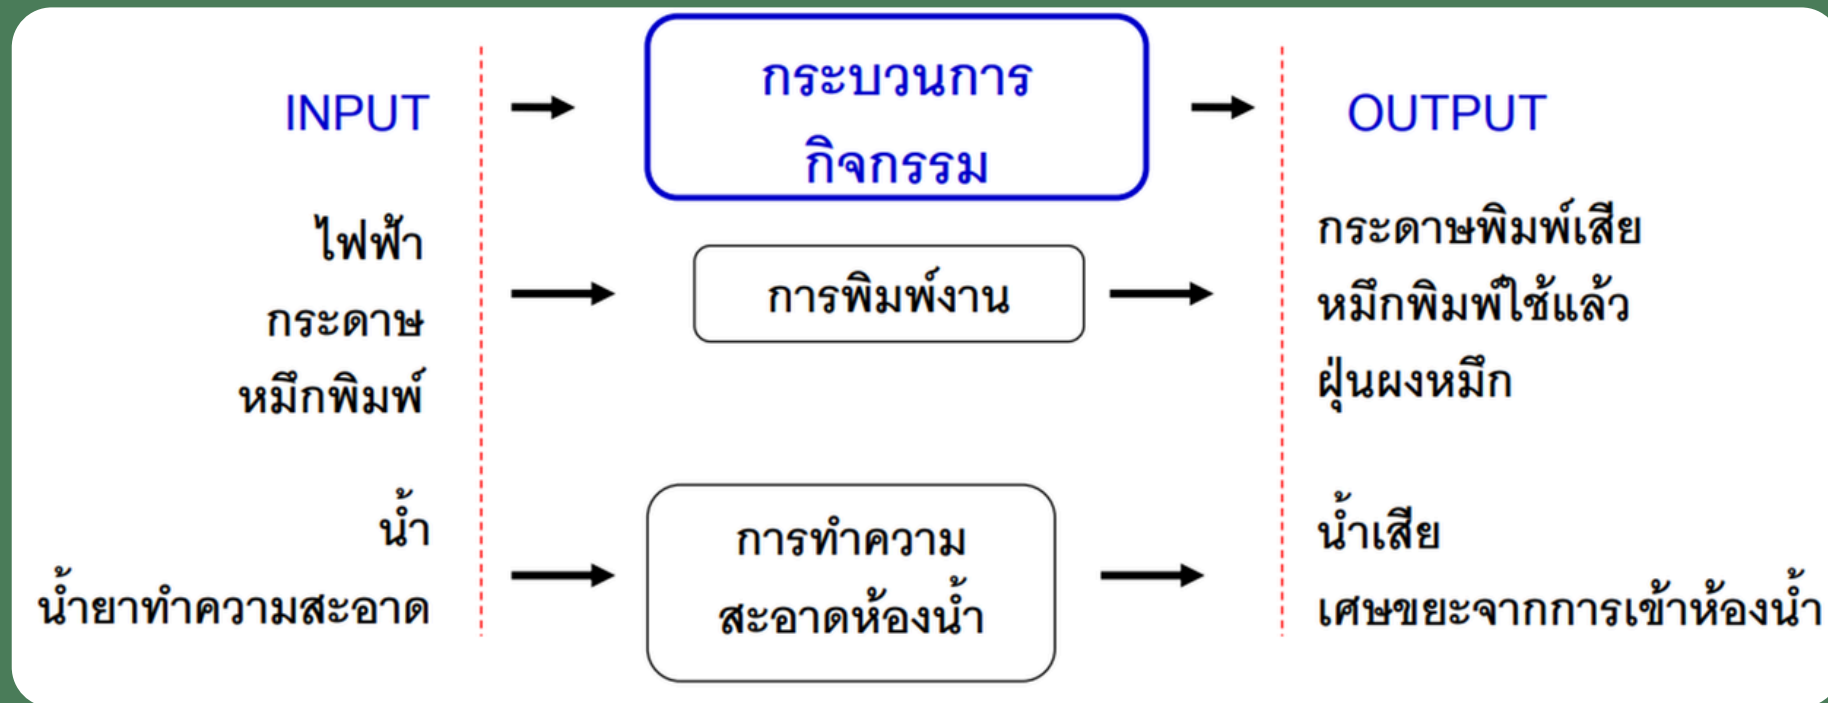 INPUT
กระบวนการ
กิจกรรม
OUTPUT
ไฟฟ้า
กระดาษ
หมึกพิมพ์
การพิมพ์งาน
กระดาษพิมพ์เสีย
หมึกพิมพ์ใช้แล้ว
ฝุ่นผงหมึก
น้ำ
น้ำยาทำความสะอาด
การทำความ
สะอาดห้องน้ำ
น้ำเสีย
เศษขยะจากการเข้าห้องน้ำ